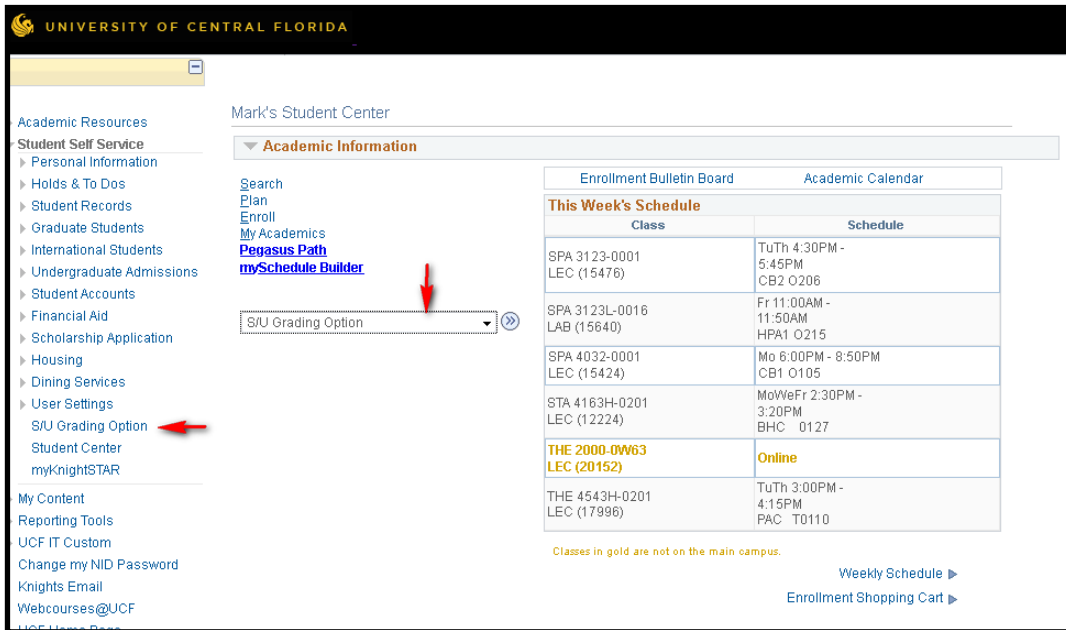 UNIVERSITY OF CENTRAL FLORIDA
Academic Resources
Student Self Service
Personal Information
Holds & To Dos
Student Records
Graduate Students
International Students
Undergraduate Admissions
Student Accounts
Financial Aid
Scholarship Application
Housing
Dining Services
User Settings
S/U Grading Option
Student Center
myKnightSTAR
My Content
Reporting Tools
UCF IT Custom
Change my NID Password
Knights Email
Webcourses@UCF
UCF Home Page
Mark's Student Center
Academic Information
Search
Plan
Enroll
My Academics
Pegasus Path
mySchedule Builder
S/U Grading Option
Enrollment Bulletin Board Academic Calendar
This Week's Schedule
Class Schedule
SPA 3123-0001
LEC (15476)
TuTh 4:30PM -
5:45PM
CB2 O206
SPA 3123L-0016
LAB (15640)
Fr 11:00AM -
11:50AM
HPA1 O215
SPA 4032-0001
LEC (15424)
Mo 6:00PM - 8:50PM
CB1 O105
STA 4163H-0201
LEC (12224)
MoWeFr 2:30PM -
3:20PM
BHC 0127
THE 2000-0W63
LEC (20152)
Online
THE 4543H-0201
LEC (17996)
TuTh 3:00PM -
4:15PM
PAC T0110
Classes in gold are not on the main campus.
Weekly Schedule
Enrollment Shopping Cart